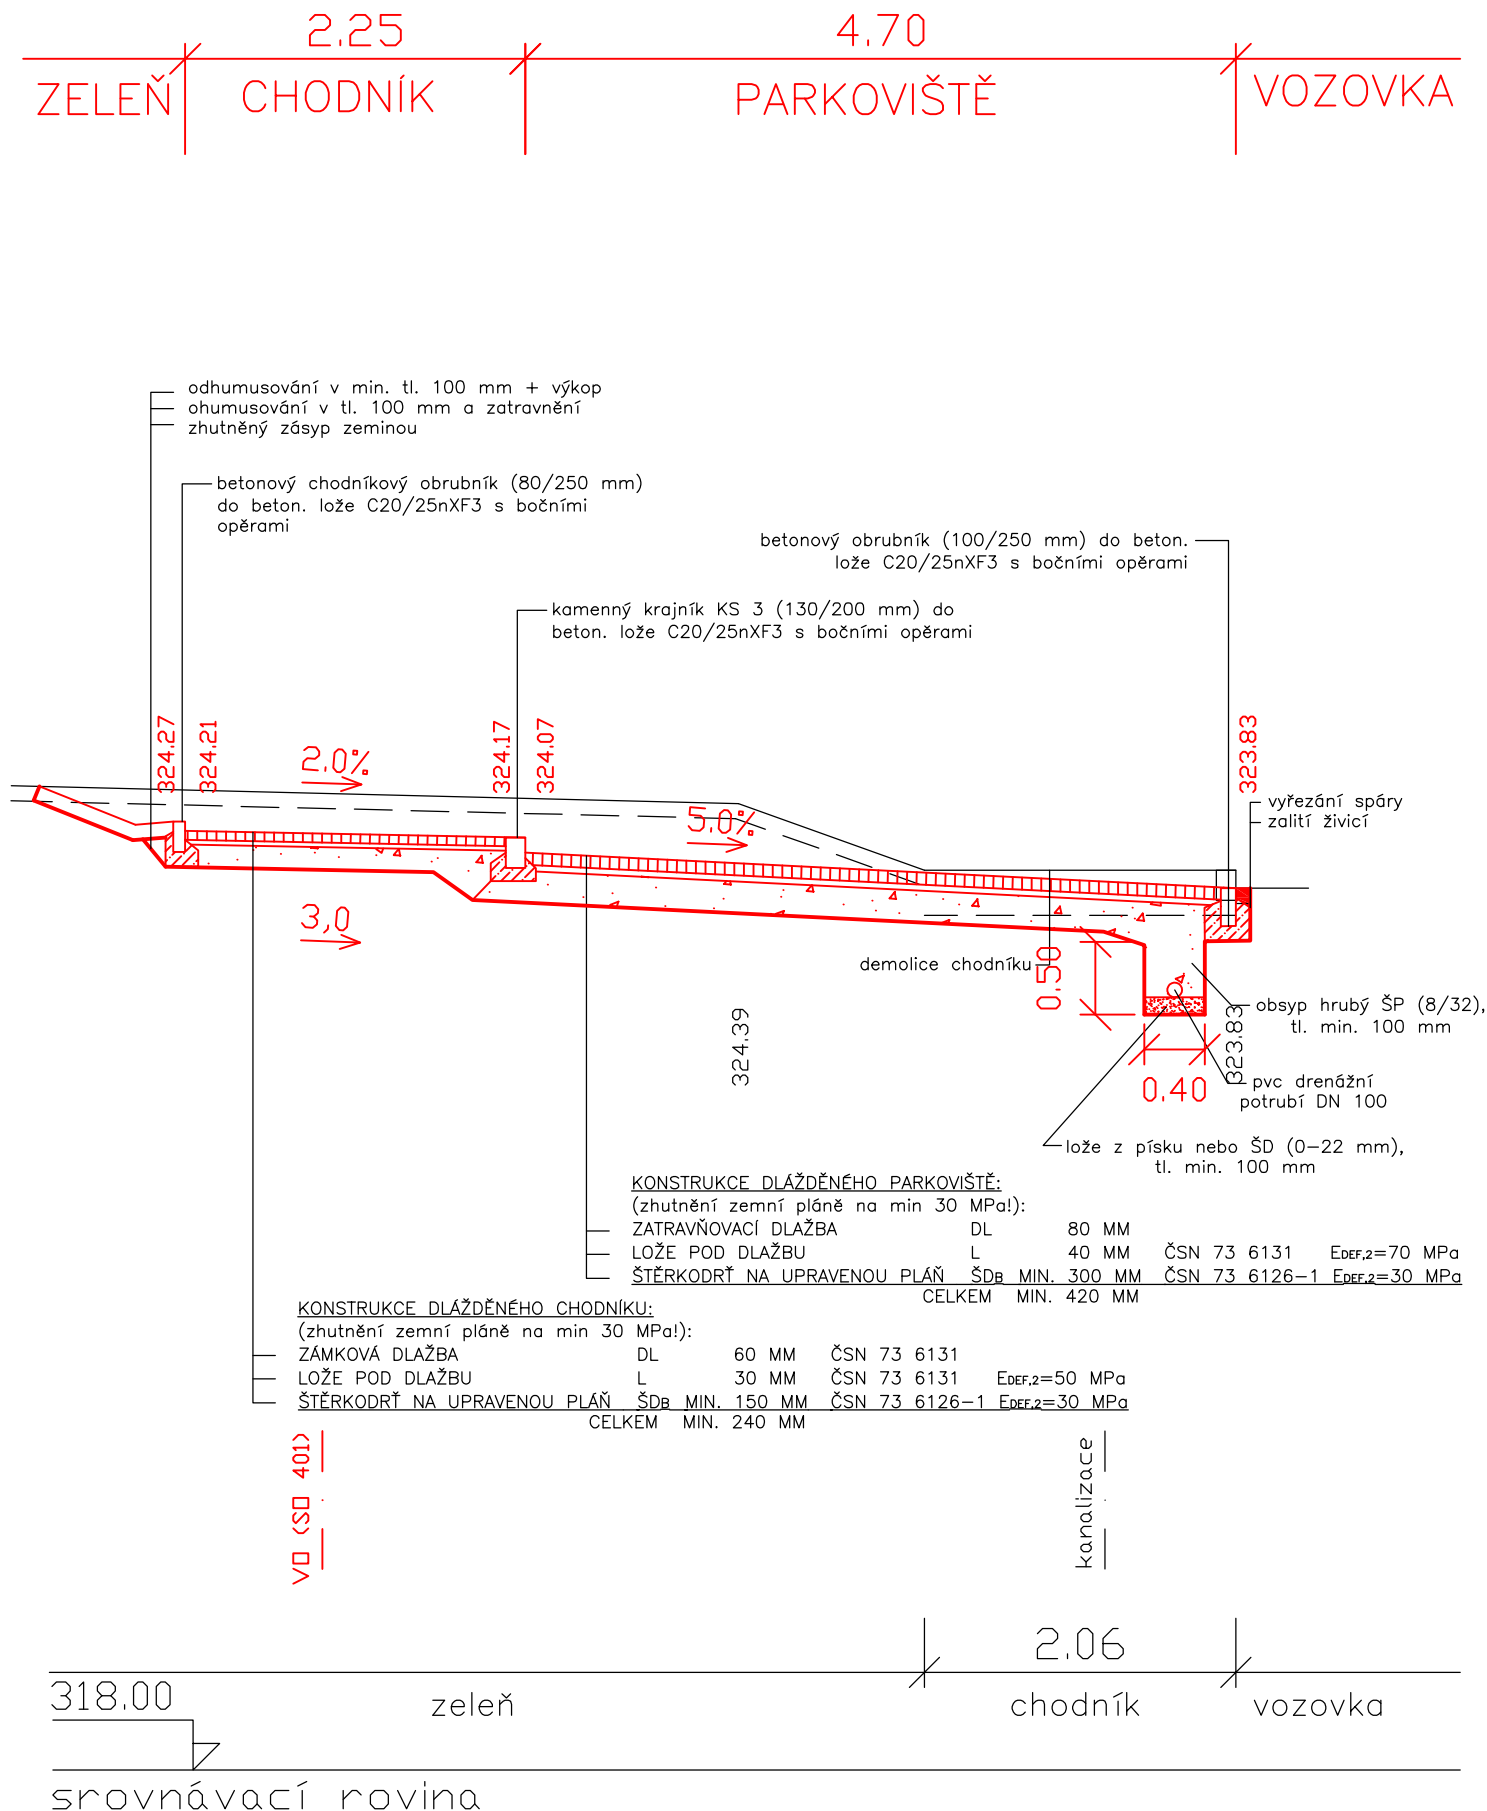 2.25
4.70
ZELEŇ
CHODNÍK
PARKOVIŠTĚ
VOZOVKA
odhumusování v min. tl. 100 mm + výkop
ohumusování v tl. 100 mm a zatravnění
zhutněný zásyp zeminou
betonový chodníkový obrubník (80/250 mm)
do beton. lože C20/25nXF3 s bočními
opěrami
betonový obrubník (100/250 mm) do beton.
lože C20/25nXF3 s bočními opěrami
kamenný krajník KS 3 (130/200 mm) do
beton. lože C20/25nXF3 s bočními opěrami
324.27
324.21
2.0%
324.17
324.07
5.0%
323.83
vyřezání spáry
zalití živicí
3,0
demolice chodníku
0.50
324.39
0.40
323.83
obsyp hrubý ŠP (8/32),
tl. min. 100 mm
pvc drenážní
potrubí DN 100
lože z písku nebo ŠD (0-22 mm),
tl. min. 100 mm
KONSTRUKCE DLÁŽDĚNÉHO PARKOVIŠTĚ:
(zhutnění zemní pláně na min 30 MPa!):
ZATRAVŇOVACÍ DLAŽBA DL 80 MM
LOŽE POD DLAŽBU L 40 MM ČSN 73 6131 EDEF,2=70 MPa
ŠTĚRKODRŤ NA UPRAVENOU PLÁŇ ŠDB MIN. 300 MM ČSN 73 6126-1 EDEF,2=30 MPa
CELKEM MIN. 420 MM
KONSTRUKCE DLÁŽDĚNÉHO CHODNÍKU:
(zhutnění zemní pláně na min 30 MPa!):
ZÁMKOVÁ DLAŽBA DL 60 MM ČSN 73 6131
LOŽE POD DLAŽBU L 30 MM ČSN 73 6131 EDEF,2=50 MPa
ŠTĚRKODRŤ NA UPRAVENOU PLÁŇ ŠDB MIN. 150 MM ČSN 73 6126-1 EDEF,2=30 MPa
CELKEM MIN. 240 MM
VO (SO 401)
kanalizace
2.06
318.00
zeleň
chodník
vozovka
srovnávací rovina